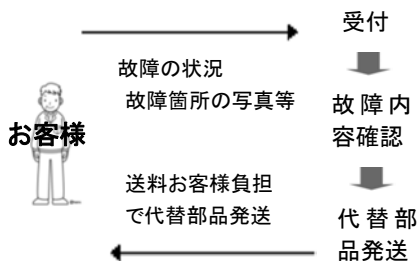 受付
故障の状況
故障箇所の写真等
故障内
容確認
お客様
送料お客様負担
で代替部品発送
代替部
品発送